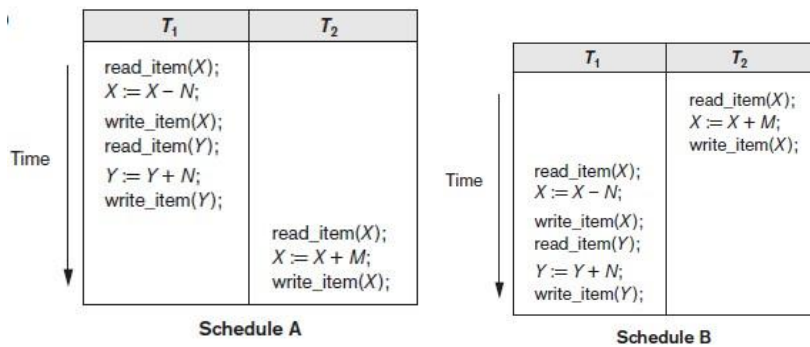 T₁ T₂
read_item(X);
X := X – N;
write_item(X);
read_item(Y);
Y := Y + N;
write_item(Y);
read_item(X);
X := X + M;
write_item(X);
Time
Schedule A
T₁ T₂
read_item(X);
X := X + M;
write_item(X);
read_item(X);
X := X – N;
write_item(X);
read_item(Y);
Y := Y + N;
write_item(Y);
Time
Schedule B